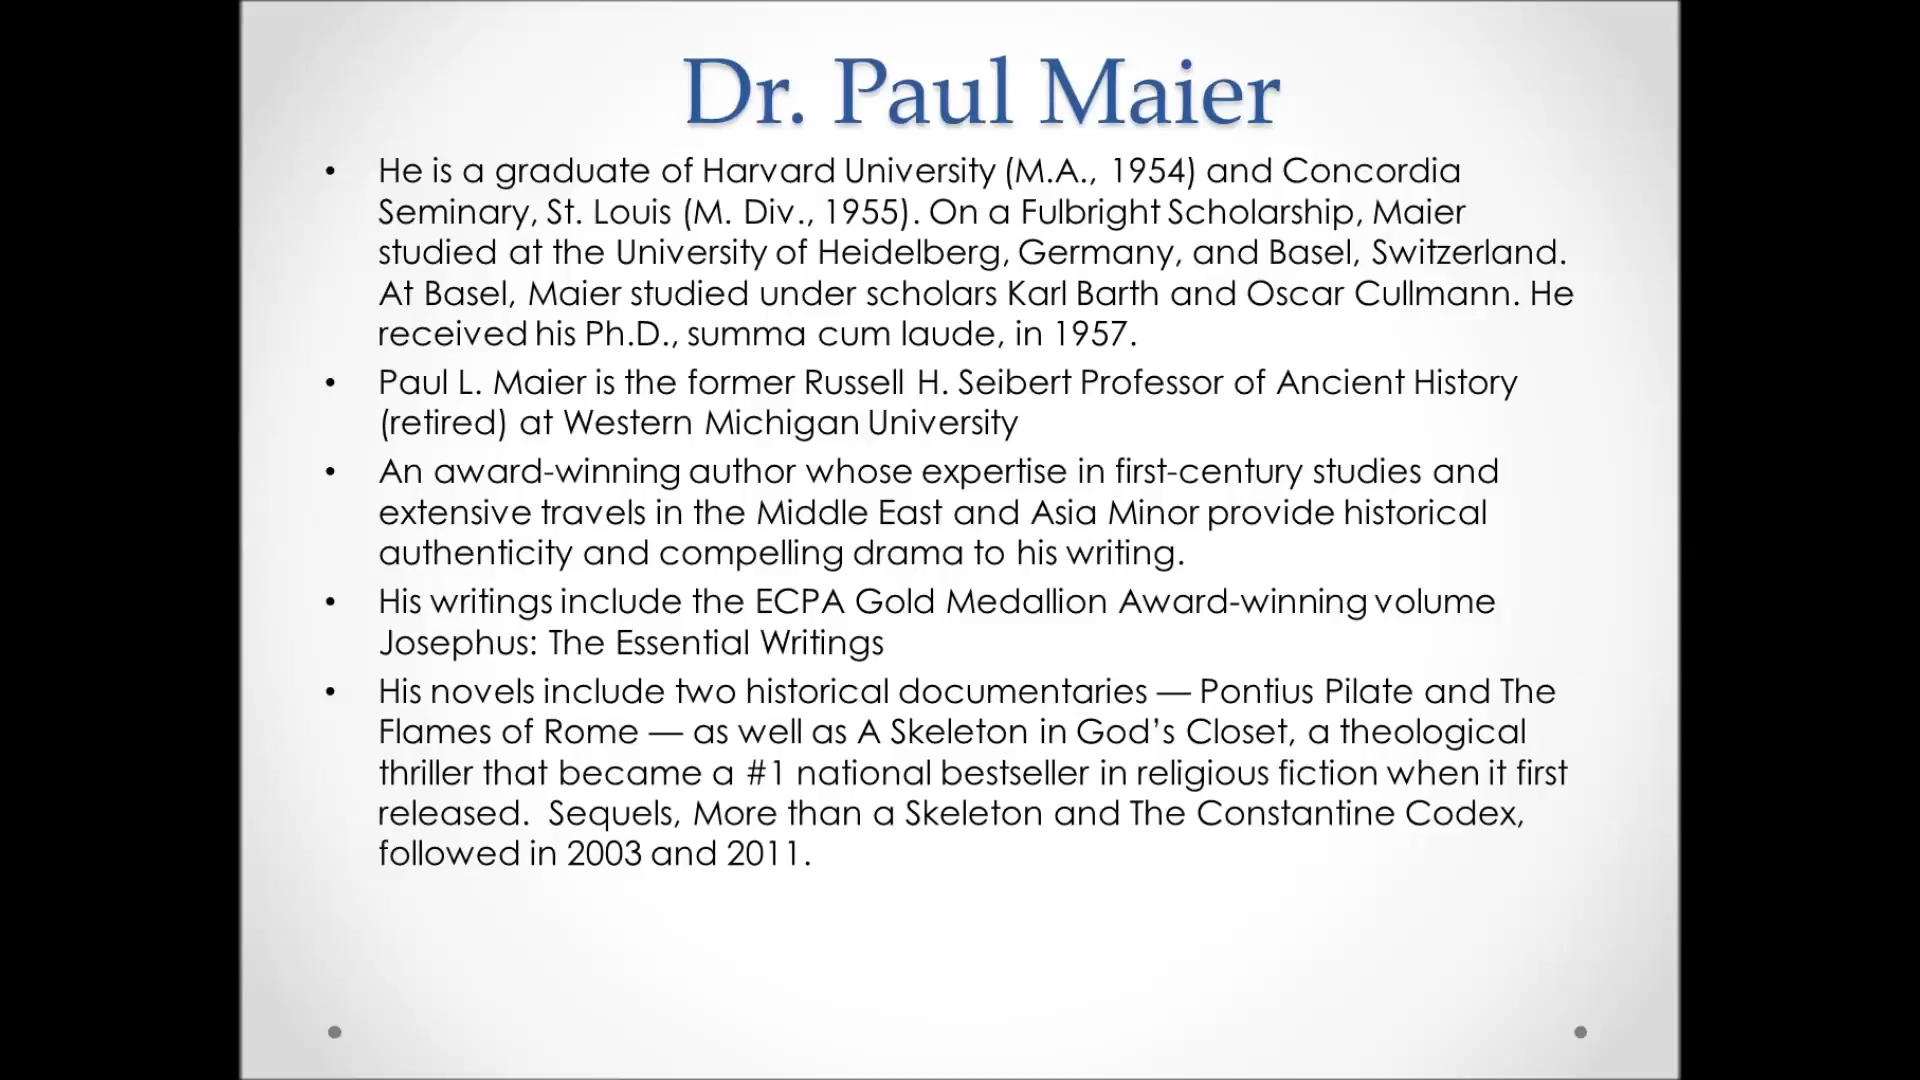 Dr. Paul Maier
• He is a graduate of Harvard University (M.A., 1954) and Concordia
Seminary, St. Louis (M. Div., 1955). On a Fulbright Scholarship, Maier
studied at the University of Heidelberg, Germany, and Basel, Switzerland.
At Basel, Maier studied under scholars Karl Barth and Oscar Cullmann. He
received his Ph.D., summa cum laude, in 1957.
• Paul L. Maier is the former Russell H. Seibert Professor of Ancient History
(retired) at Western Michigan University
• An award-winning author whose expertise in first-century studies and
extensive travels in the Middle East and Asia Minor provide historical
authenticity and compelling drama to his writing.
• His writings include the ECPA Gold Medallion Award-winning volume
Josephus: The Essential Writings
• His novels include two historical documentaries — Pontius Pilate and The
Flames of Rome — as well as A Skeleton in God’s Closet, a theological
thriller that became a #1 national bestseller in religious fiction when it first
released.  Sequels, More than a Skeleton and The Constantine Codex,
followed in 2003 and 2011.